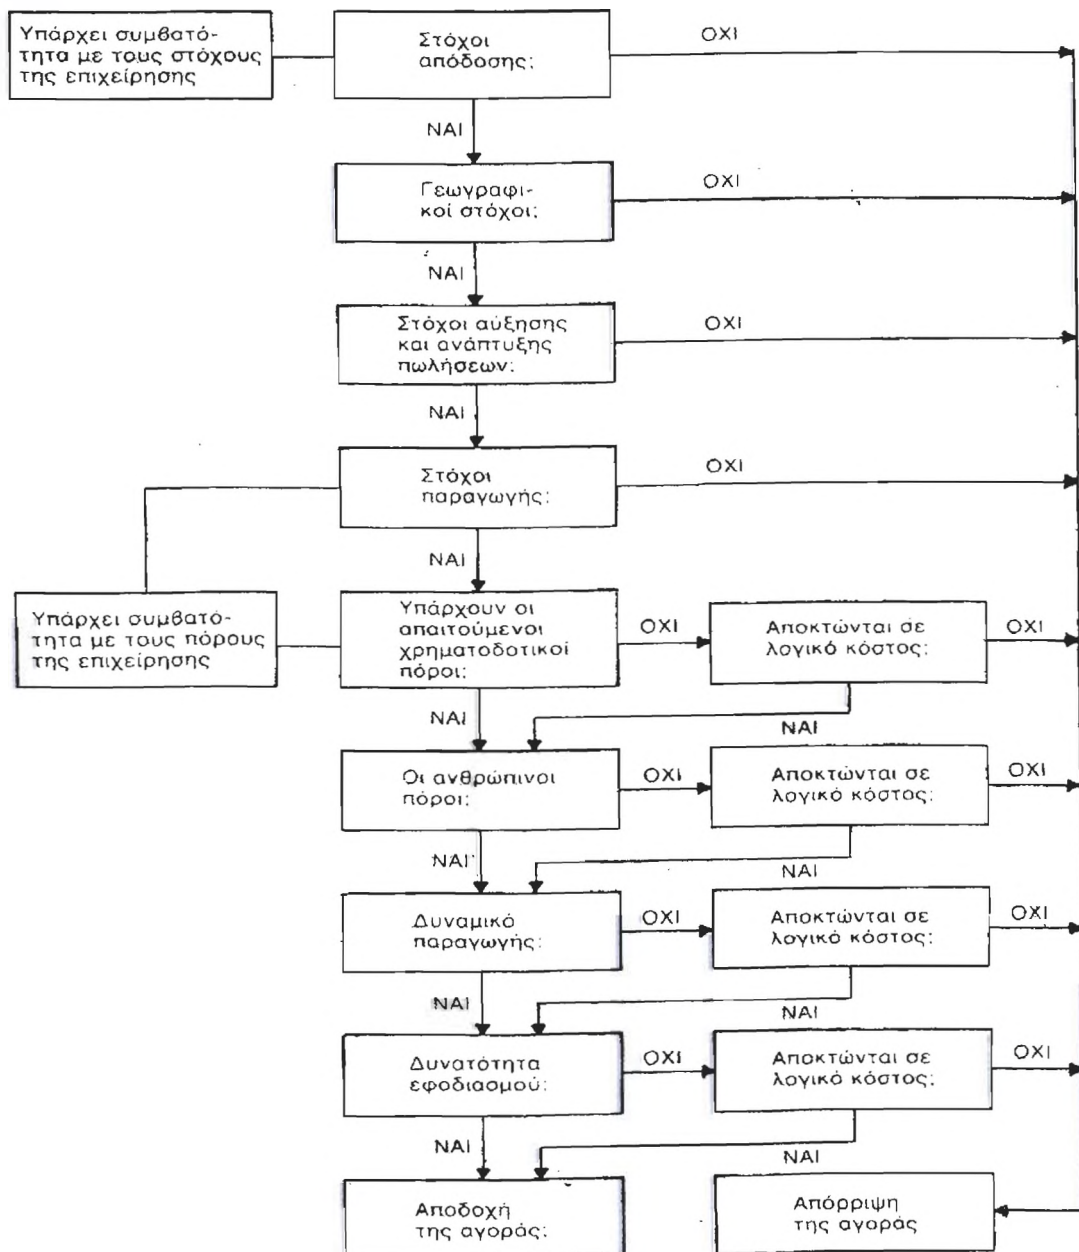 Υπάρχει συμβατό-
τητα με τους στόχους
της επιχείρησης
Στόχοι
απόδοσης;
ΟΧΙ
ΝΑΙ
Γεωγραφι-
κοί στόχοι;
ΟΧΙ
ΝΑΙ
Στόχοι αύξησης
και ανάπτυξης
πωλήσεων;
ΟΧΙ
ΝΑΙ
Στόχοι
παραγωγής;
ΟΧΙ
ΝΑΙ
Υπάρχει συμβατό-
τητα με τους πόρους
της επιχείρησης
Υπάρχουν οι
απαιτούμενοι
χρηματοδοτικοί
πόροι;
ΟΧΙ
Αποκτώνται σε
λογικό κόστος;
ΟΧΙ
ΝΑΙ
ΝΑΙ
Οι ανθρώπινοι
πόροι;
ΟΧΙ
Αποκτώνται σε
λογικό κόστος;
ΟΧΙ
ΝΑΙ
ΝΑΙ
Δυναμικό
παραγωγής;
ΟΧΙ
Αποκτώνται σε
λογικό κόστος;
ΟΧΙ
ΝΑΙ
ΝΑΙ
Δυνατότητα
εφοδιασμού;
ΟΧΙ
Αποκτώνται σε
λογικό κόστος;
ΟΧΙ
ΝΑΙ
ΝΑΙ
Αποδοχή
της αγοράς;
Απόρριψη
της αγοράς